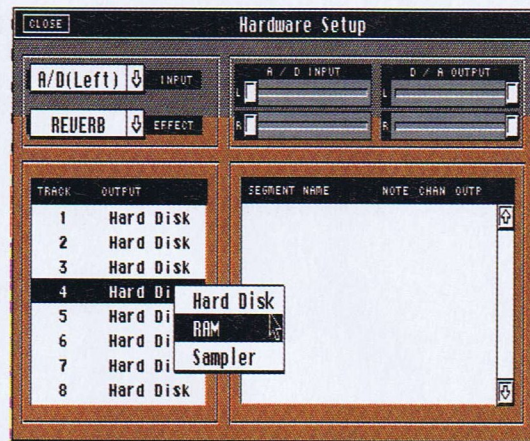 CLOSE
Hardware Setup
A/D(Left)
INPUT
REVERB
EFFECT
A / D INPUT
L
R
D / A OUTPUT
L
R
TRACK OUTPUT
1 Hard Disk
2 Hard Disk
3 Hard Disk
4 Hard Di
5 Hard Di
6 Hard Di
7 Hard Di
8 Hard Disk
Hard Disk
RAM
Sampler
SEGMENT NAME NOTE CHAN OUTP